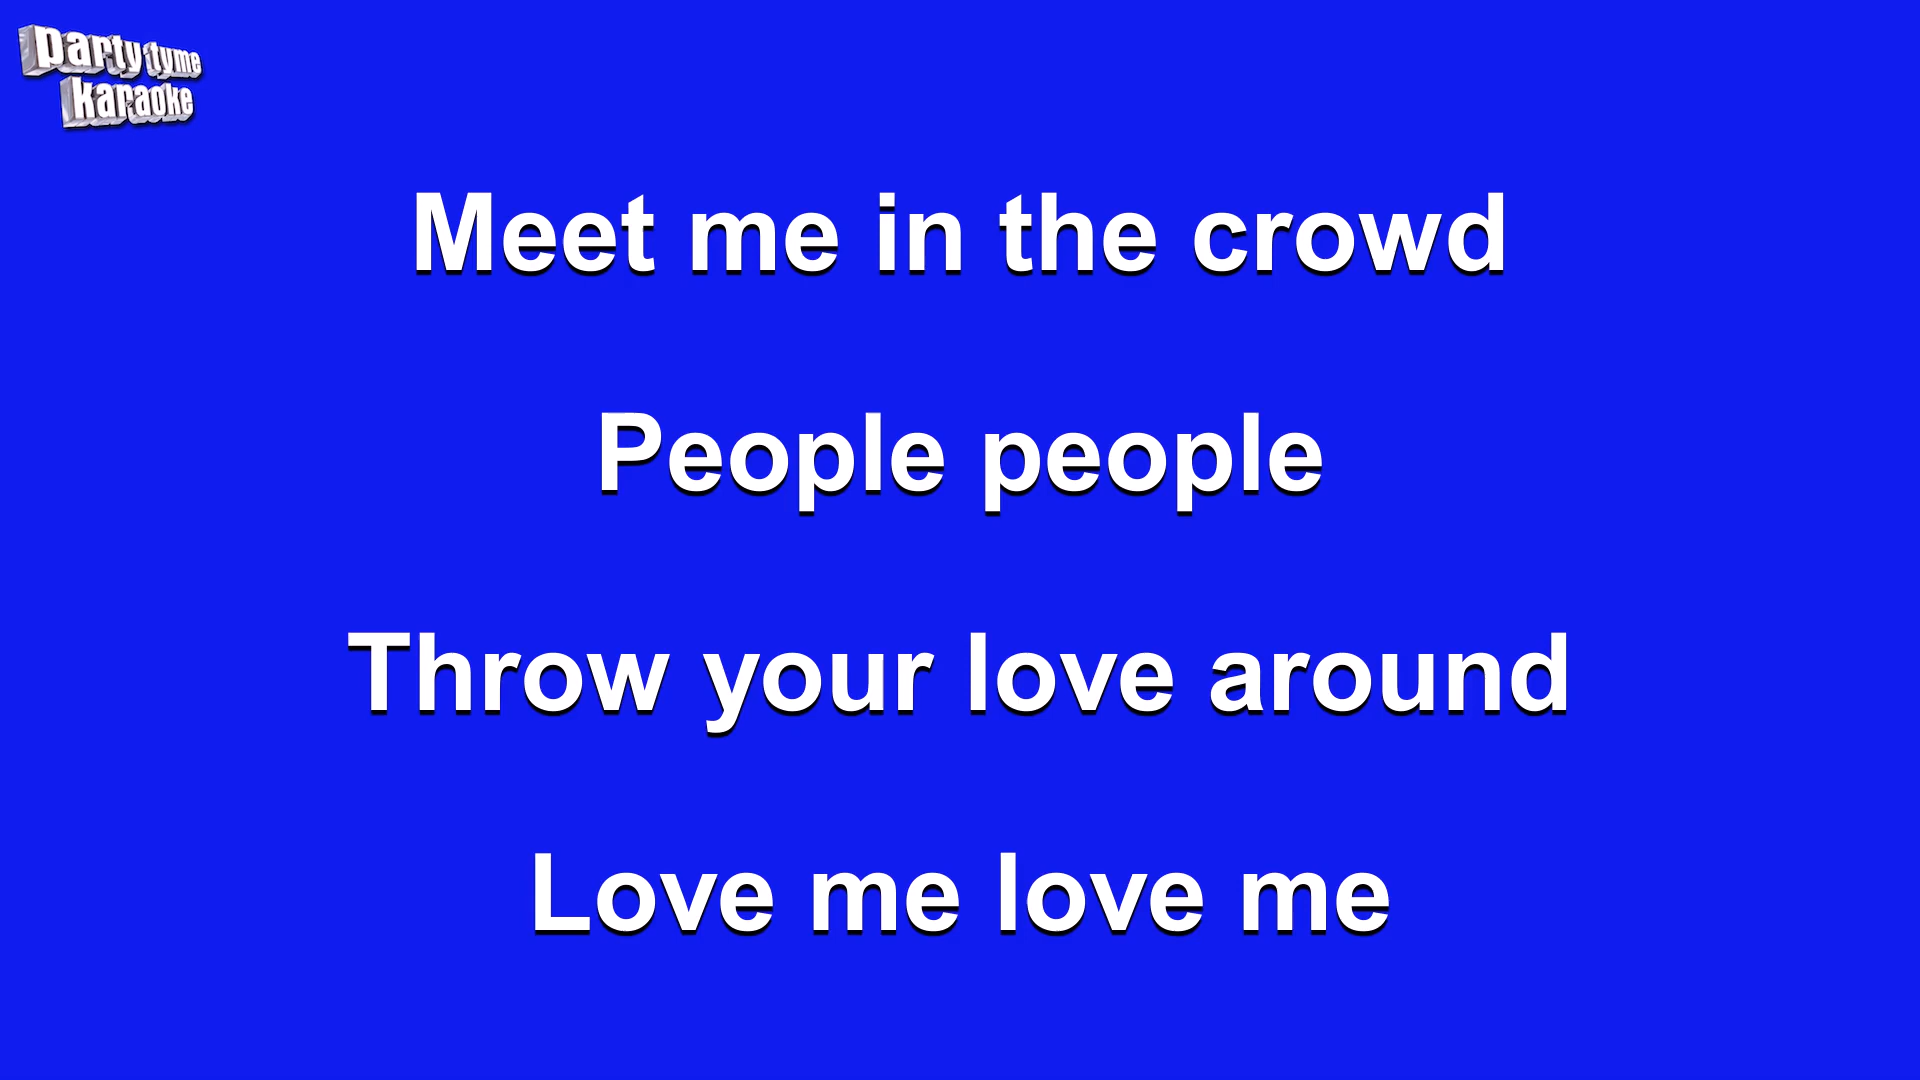 party tyme
karaoke
Meet me in the crowd
People people
Throw your love around
Love me love me